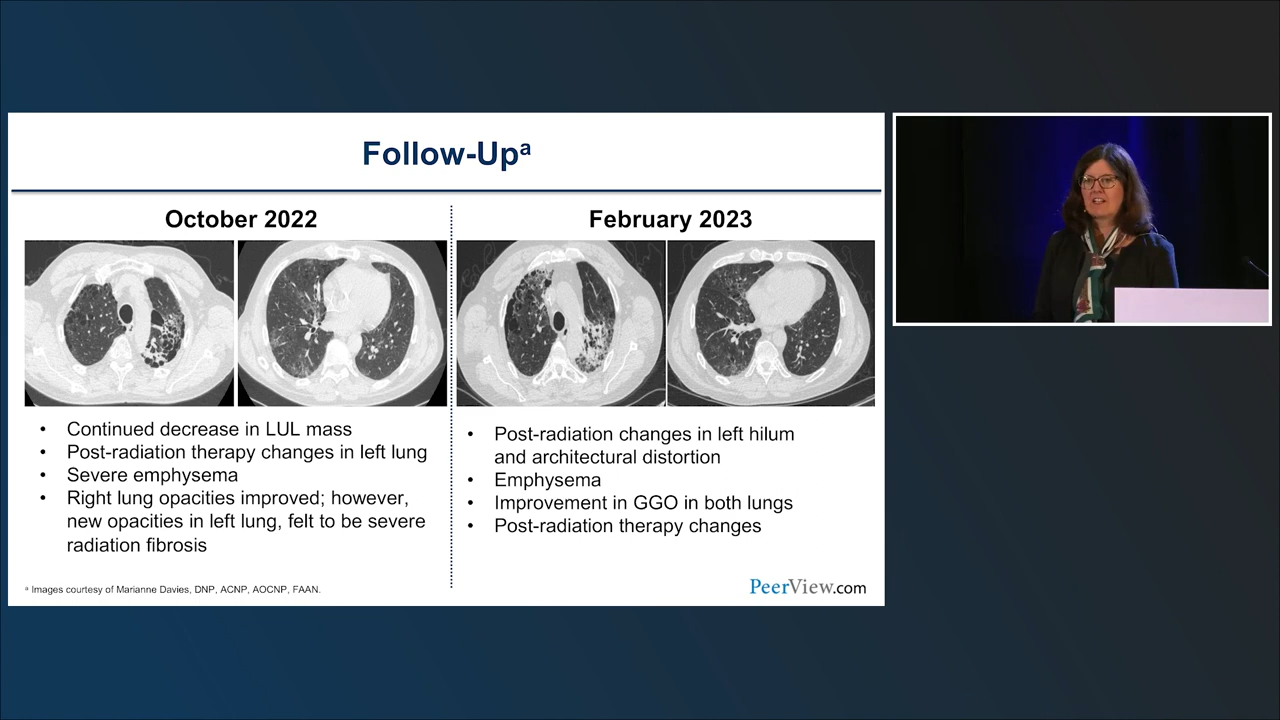 Follow-Upᵃ
October 2022
• Continued decrease in LUL mass
• Post-radiation therapy changes in left lung
• Severe emphysema
• Right lung opacities improved; however,
new opacities in left lung, felt to be severe
radiation fibrosis
February 2023
• Post-radiation changes in left hilum
and architectural distortion
• Emphysema
• Improvement in GGO in both lungs
• Post-radiation therapy changes
ᵃ Images courtesy of Marianne Davies, DNP, ACNP, AOCNP, FAAN.
PeerView.com